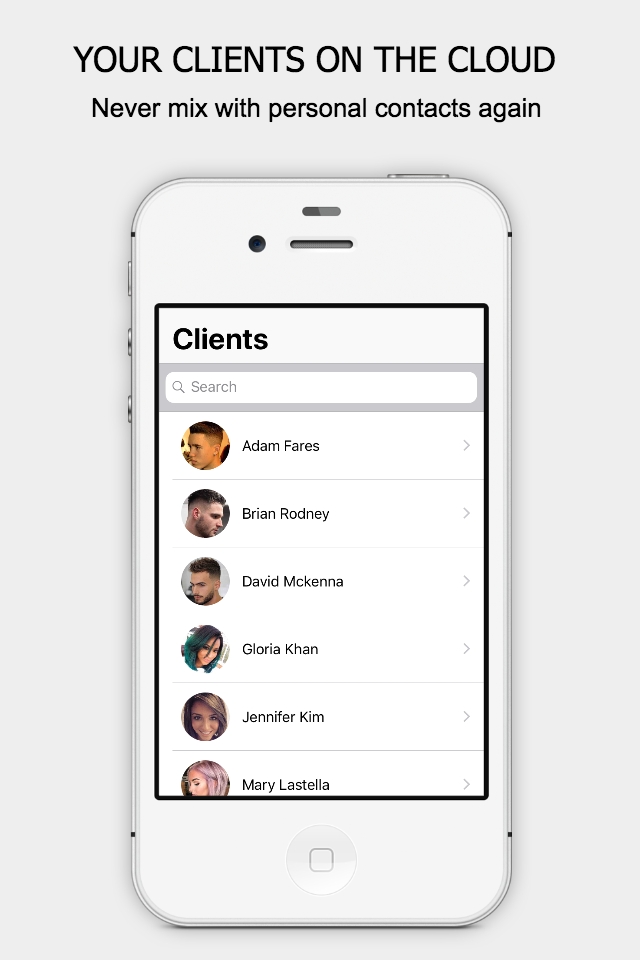 YOUR CLIENTS ON THE CLOUD
Never mix with personal contacts again
Clients
Search
Adam Fares
Brian Rodney
David Mckenna
Gloria Khan
Jennifer Kim
Mary Lastella